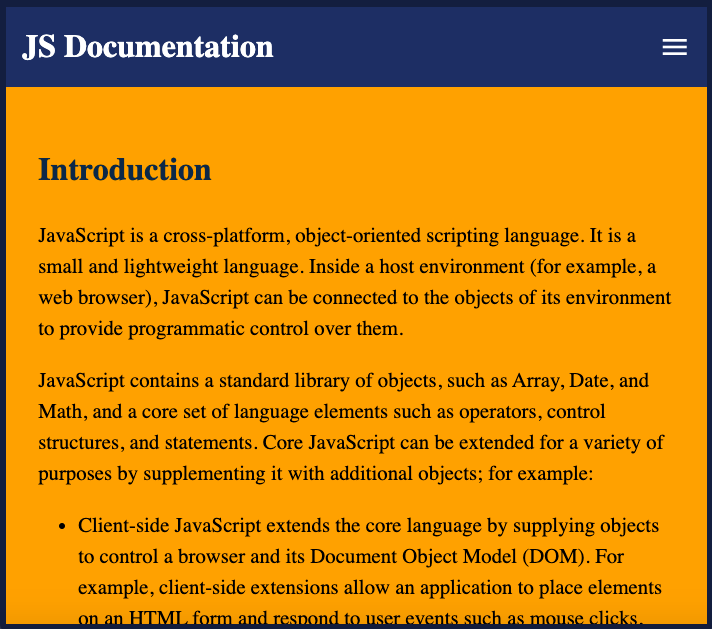 JS Documentation
Introduction
JavaScript is a cross-platform, object-oriented scripting language. It is a
small and lightweight language. Inside a host environment (for example, a
web browser), JavaScript can be connected to the objects of its environment
to provide programmatic control over them.
JavaScript contains a standard library of objects, such as Array, Date, and
Math, and a core set of language elements such as operators, control
structures, and statements. Core JavaScript can be extended for a variety of
purposes by supplementing it with additional objects; for example:
• Client-side JavaScript extends the core language by supplying objects
to control a browser and its Document Object Model (DOM). For
example, client-side extensions allow an application to place elements
on an HTML form and respond to user events such as mouse clicks,